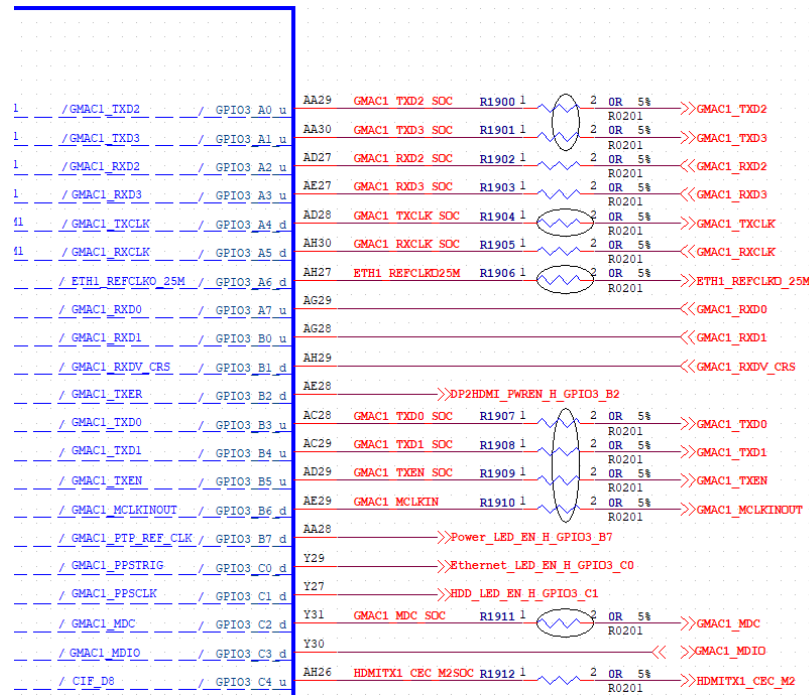 1 /GMAC1_TXD2 / GPIO3_A0_u AA29 GMAC1_TXD2_SOC R1900 1 2 0R 5% R0201 GMAC1_TXD2
1 /GMAC1_TXD3 / GPIO3_A1_u AA30 GMAC1_TXD3_SOC R1901 1 2 0R 5% R0201 GMAC1_TXD3
1 /GMAC1_RXD2 / GPIO3_A2_u AD27 GMAC1_RXD2_SOC R1902 1 2 0R 5% R0201 GMAC1_RXD2
1 /GMAC1_RXD3 / GPIO3_A3_u AE27 GMAC1_RXD3_SOC R1903 1 2 0R 5% R0201 GMAC1_RXD3
M1 /GMAC1_TXCLK / GPIO3_A4_d AD28 GMAC1_TXCLK_SOC R1904 1 2 0R 5% R0201 GMAC1_TXCLK
M1 /GMAC1_RXCLK / GPIO3_A5_d AH30 GMAC1_RXCLK_SOC R1905 1 2 0R 5% R0201 GMAC1_RXCLK
/ ETH1_REFCLKO_25M / GPIO3_A6_d AH27 ETH1_REFCLKO25M R1906 1 2 0R 5% R0201 ETH1_REFCLKO_25M
/ GMAC1_RXD0 / GPIO3_A7_u AG29 GMAC1_RXD0
/ GMAC1_RXD1 / GPIO3_B0_u AG28 GMAC1_RXD1
/ GMAC1_RXDV_CRS / GPIO3_B1_d AH29 GMAC1_RXDV_CRS
/ GMAC1_TXER / GPIO3_B2_d AE28 DP2HDMI_PWREN_H_GPIO3_B2
/ GMAC1_TXD0 / GPIO3_B3_u AC28 GMAC1_TXD0_SOC R1907 1 2 0R 5% R0201 GMAC1_TXD0
/ GMAC1_TXD1 / GPIO3_B4_u AC29 GMAC1_TXD1_SOC R1908 1 2 0R 5% R0201 GMAC1_TXD1
/ GMAC1_TXEN / GPIO3_B5_u AD29 GMAC1_TXEN_SOC R1909 1 2 0R 5% R0201 GMAC1_TXEN
/ GMAC1_MCLKINOUT / GPIO3_B6_d AE29 GMAC1_MCLKIN R1910 1 2 0R 5% R0201 GMAC1_MCLKINOUT
/ GMAC1_PTP_REF_CLK / GPIO3_B7_d AA28 Power_LED_EN_H_GPIO3_B7
/ GMAC1_PPSTRIG / GPIO3_C0_d Y29 Ethernet_LED_EN_H_GPIO3_C0
/ GMAC1_PPSCLK / GPIO3_C1_d Y27 HDD_LED_EN_H_GPIO3_C1
/ GMAC1_MDC / GPIO3_C2_d Y31 GMAC1_MDC_SOC R1911 1 2 0R 5% R0201 GMAC1_MDC
/ GMAC1_MDIO / GPIO3_C3_d Y30 GMAC1_MDIO
/ CIF_D8 / GPIO3_C4_u AH26 HDMITX1_CEC_M2SOC R1912 1 2 0R 5% R0201 HDMITX1_CEC_M2